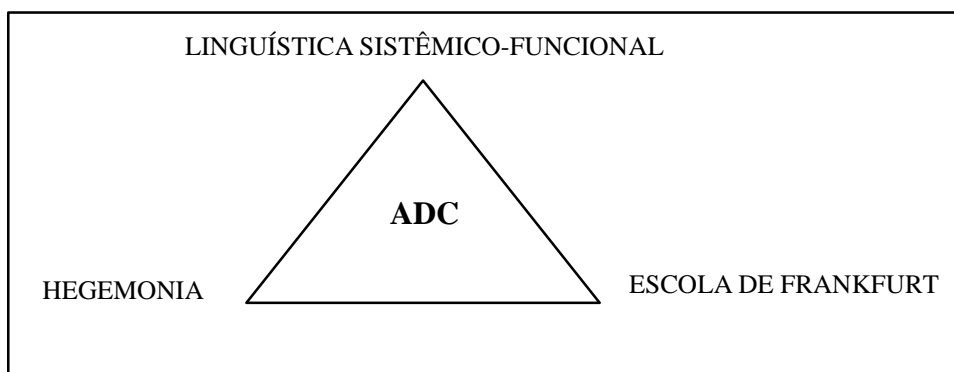 LINGUÍSTICA SISTÊMICO-FUNCIONAL
ADC
HEGEMONIA
ESCOLA DE FRANKFURT